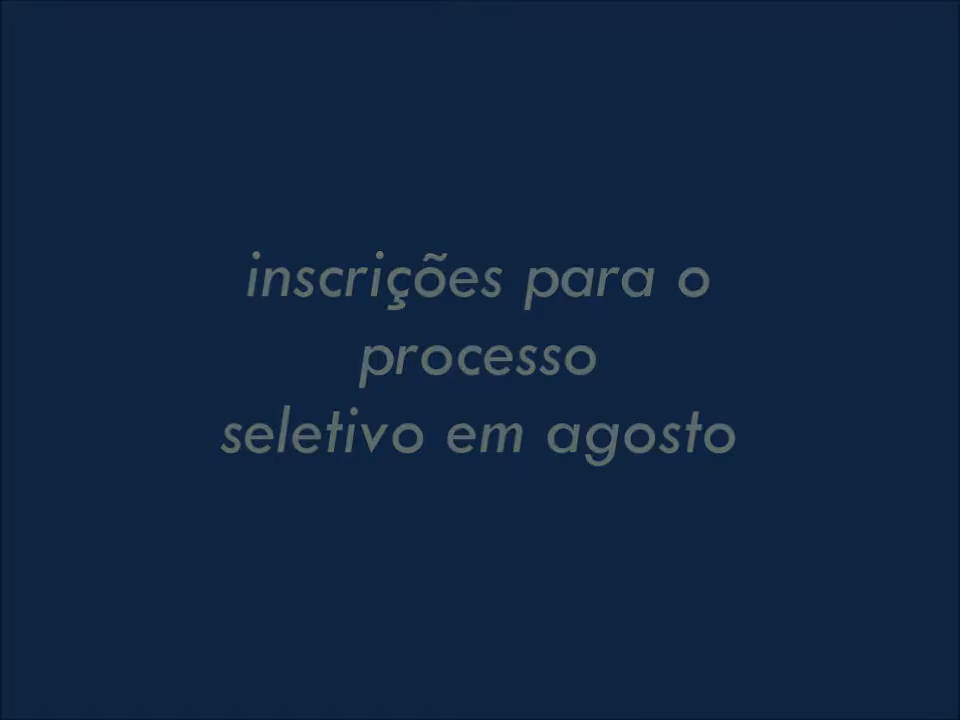 inscrições para o
processo
seletivo em agosto